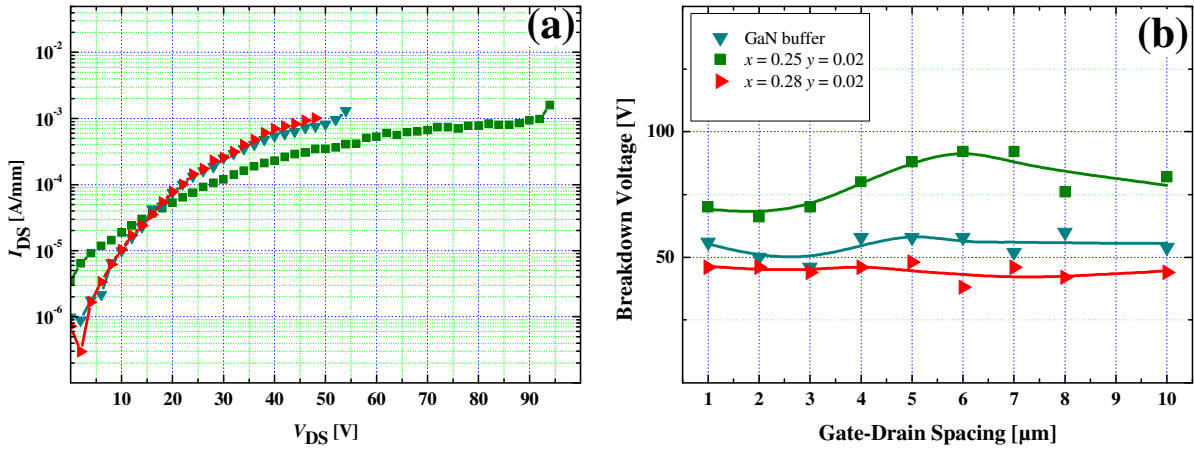 (a)
10⁻²
10⁻³
10⁻⁴
10⁻⁵
10⁻⁶
I_DS [A/mm]
10 20 30 40 50 60 70 80 90
V_DS [V]
(b)
GaN buffer
x = 0.25 y = 0.02
x = 0.28 y = 0.02
100
50
0
Breakdown Voltage [V]
1 2 3 4 5 6 7 8 10
Gate-Drain Spacing [µm]